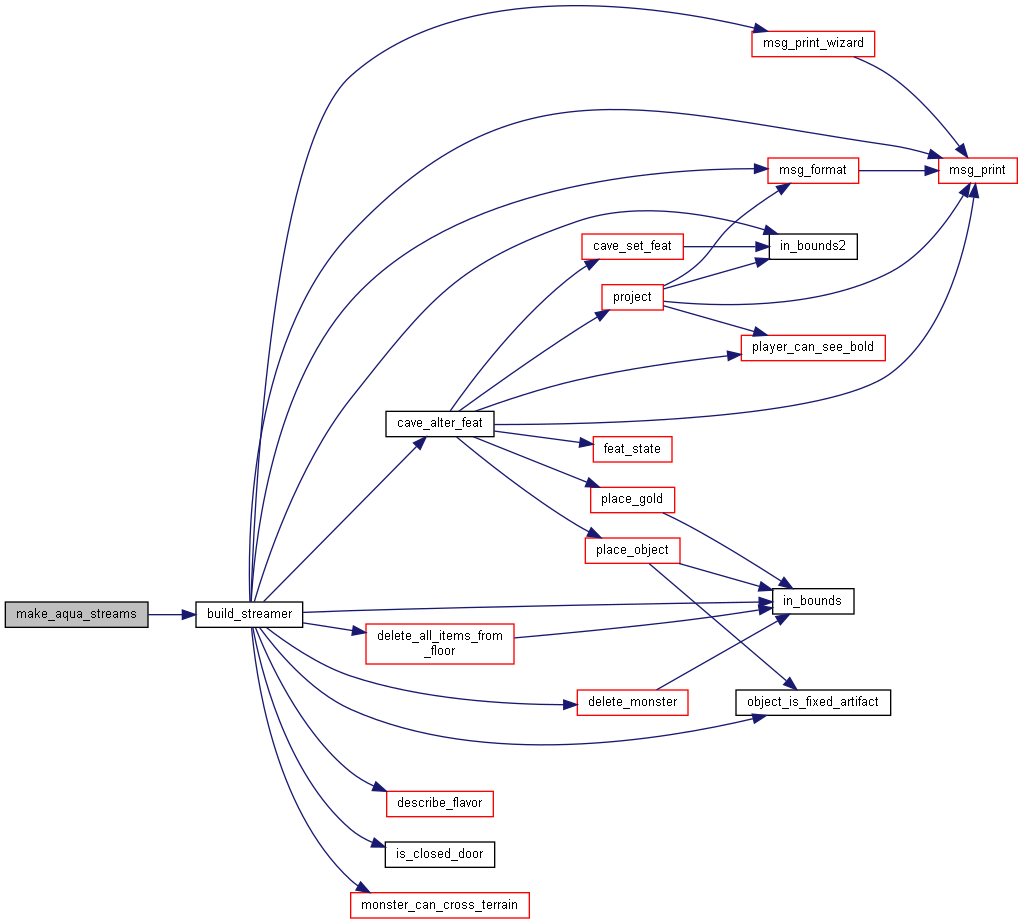 msg_print_wizard
msg_format
msg_print
cave_set_feat
in_bounds2
project
player_can_see_bold
cave_alter_feat
feat_state
place_gold
place_object
in_bounds
make_aqua_streams
build_streamer
delete_all_items_from
_floor
delete_monster
object_is_fixed_artifact
describe_flavor
is_closed_door
monster_can_cross_terrain